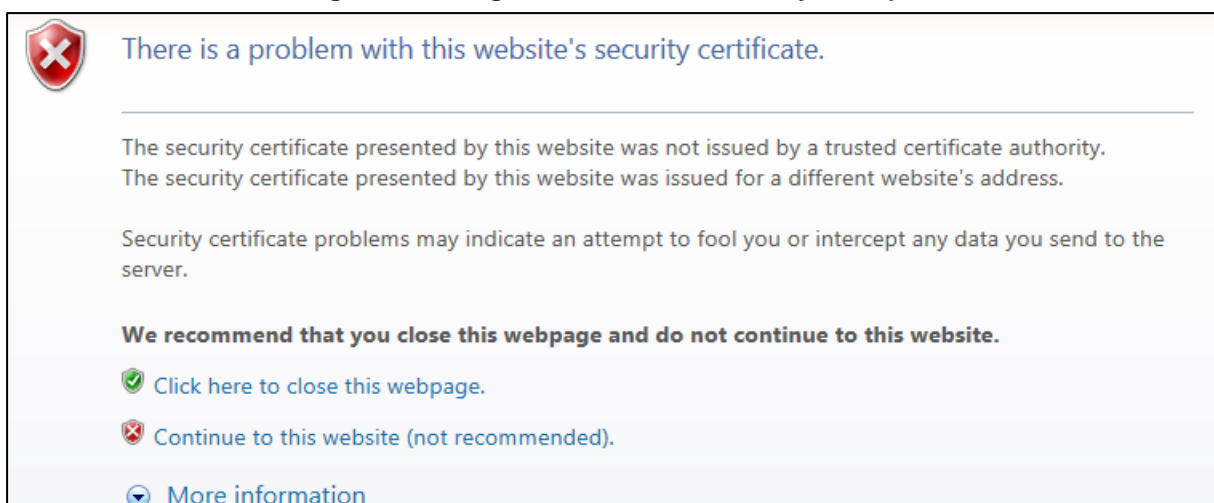 There is a problem with this website's security certificate.
The security certificate presented by this website was not issued by a trusted certificate authority.
The security certificate presented by this website was issued for a different website's address.
Security certificate problems may indicate an attempt to fool you or intercept any data you send to the
server.
We recommend that you close this webpage and do not continue to this website.
Click here to close this webpage.
Continue to this website (not recommended).
More information